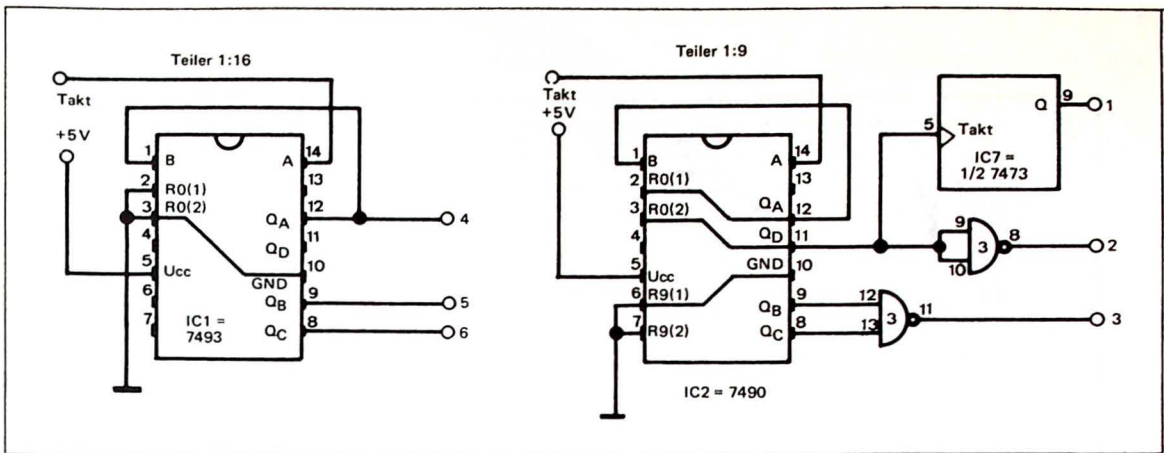 Teiler 1:16
Takt
+5V
1
B
A
14
2
R0(1)
13
3
R0(2)
QA
12
4
4
QD
11
5
Ucc
10
GND
6
QB
9
5
7
IC1 =
7493
QC
8
6
Teiler 1:9
Takt
+5V
1
B
A
14
2
R0(1)
13
3
R0(2)
QA
12
4
QD
11
5
Ucc
GND
10
6
R9(1)
QB
9
7
R9(2)
QC
8
IC2 = 7490
5
Takt
Q
9
1
IC7 =
1/2 7473
9
10
3
8
2
12
13
3
11
3